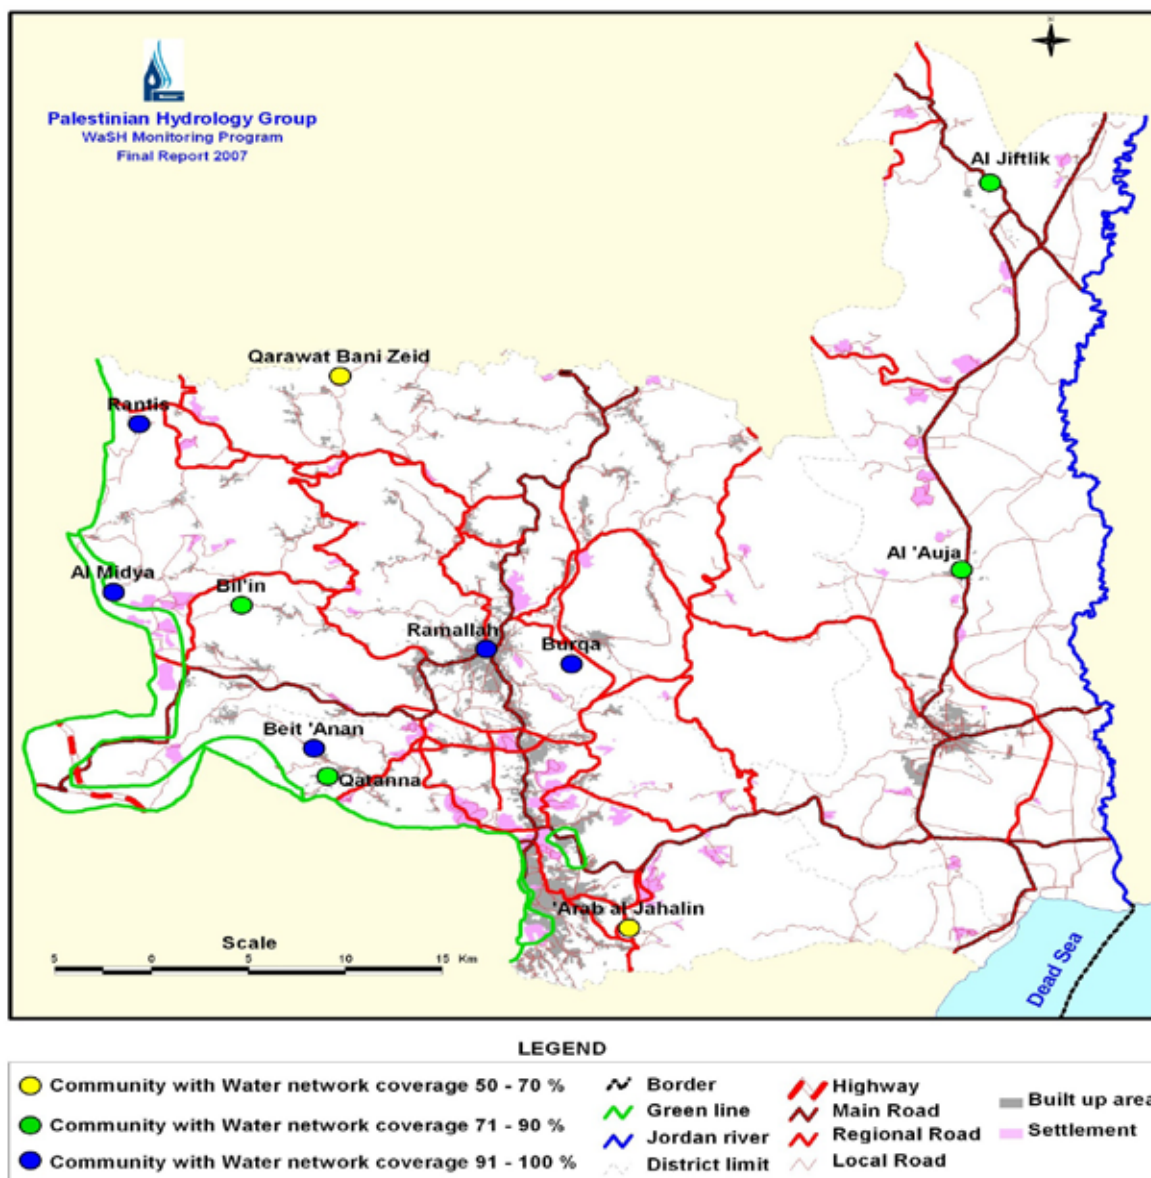 Palestinian Hydrology Group
WaSH Monitoring Program
Final Report 2007
Al Jiftlik
Qarawat Bani Zeid
Rantis
Al 'Auja
Al Midya
Bil'in
Ramallah
Burqa
Beit 'Anan
Qatanna
'Arab al Jahalin
Scale
5 0 5 10 15 Km
Dead Sea
LEGEND
Community with Water network coverage 50 - 70 %
Community with Water network coverage 71 - 90 %
Community with Water network coverage 91 - 100 %
Border
Green line
Jordan river
District limit
Highway
Main Road
Regional Road
Local Road
Built up area
Settlement